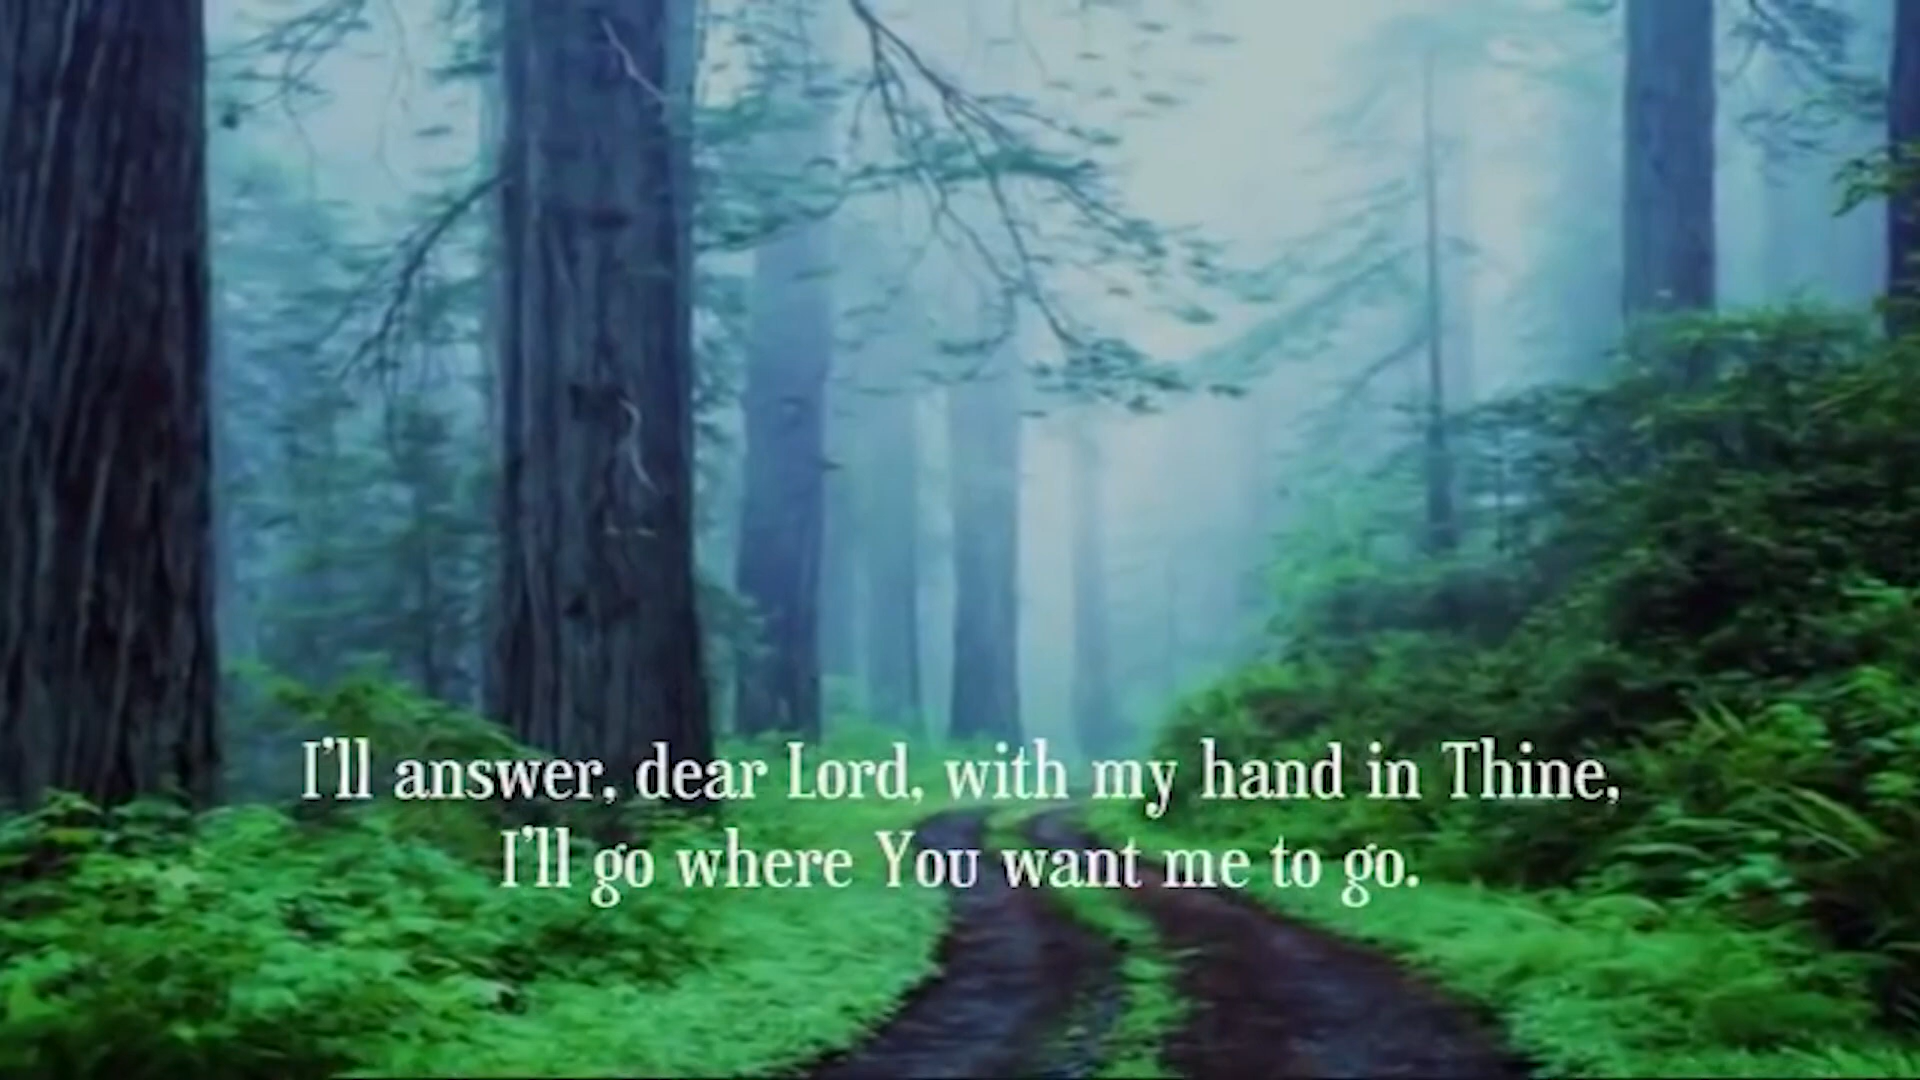 I'll answer, dear Lord, with my hand in Thine,
I'll go where You want me to go.